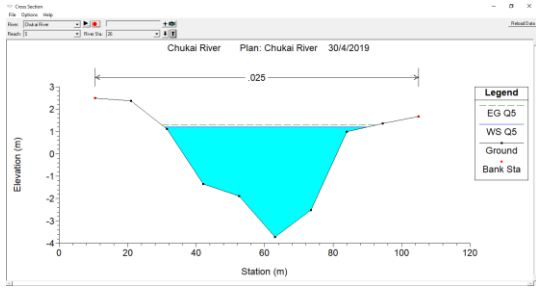 Cross Section
File Options Help
River: Chukai River
Reload Data
Reach: 1
River Sta.: 26
Chukai River Plan: Chukai River 30/4/2019
.025
Legend
EG Q5
WS Q5
Ground
Bank Sta
Elevation (m)
3
2
1
0
-1
-2
-3
-4
0 20 40 60 80 100 120
Station (m)